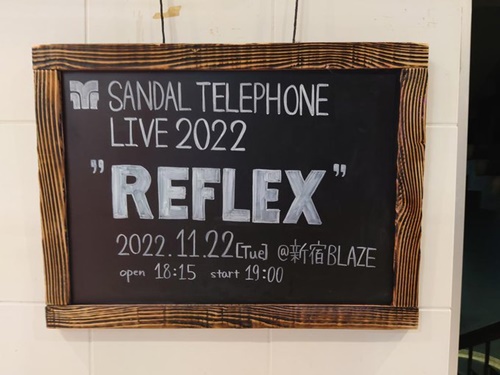 SANDAL TELEPHONE
LIVE 2022
"REFLEX"
2022.11.22[Tue] @新宿BLAZE
open 18:15 start 19:00